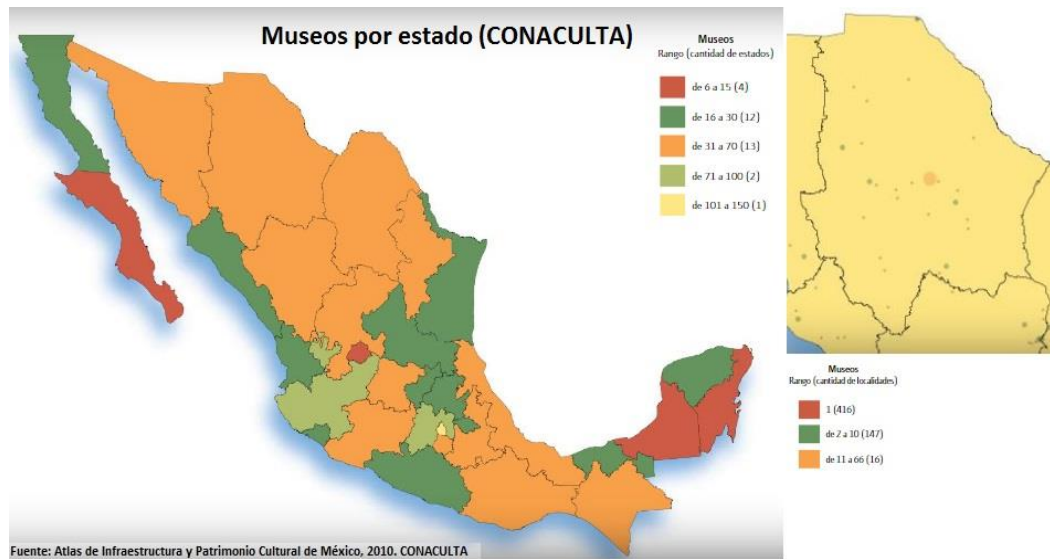 Museos por estado (CONACULTA)
Museos
Rango (cantidad de estados)
de 6 a 15 (4)
de 16 a 30 (12)
de 31 a 70 (13)
de 71 a 100 (2)
de 101 a 150 (1)
Museos
Rango (cantidad de localidades)
1 (416)
de 2 a 10 (147)
de 11 a 66 (16)
Fuente: Atlas de Infraestructura y Patrimonio Cultural de México, 2010. CONACULTA